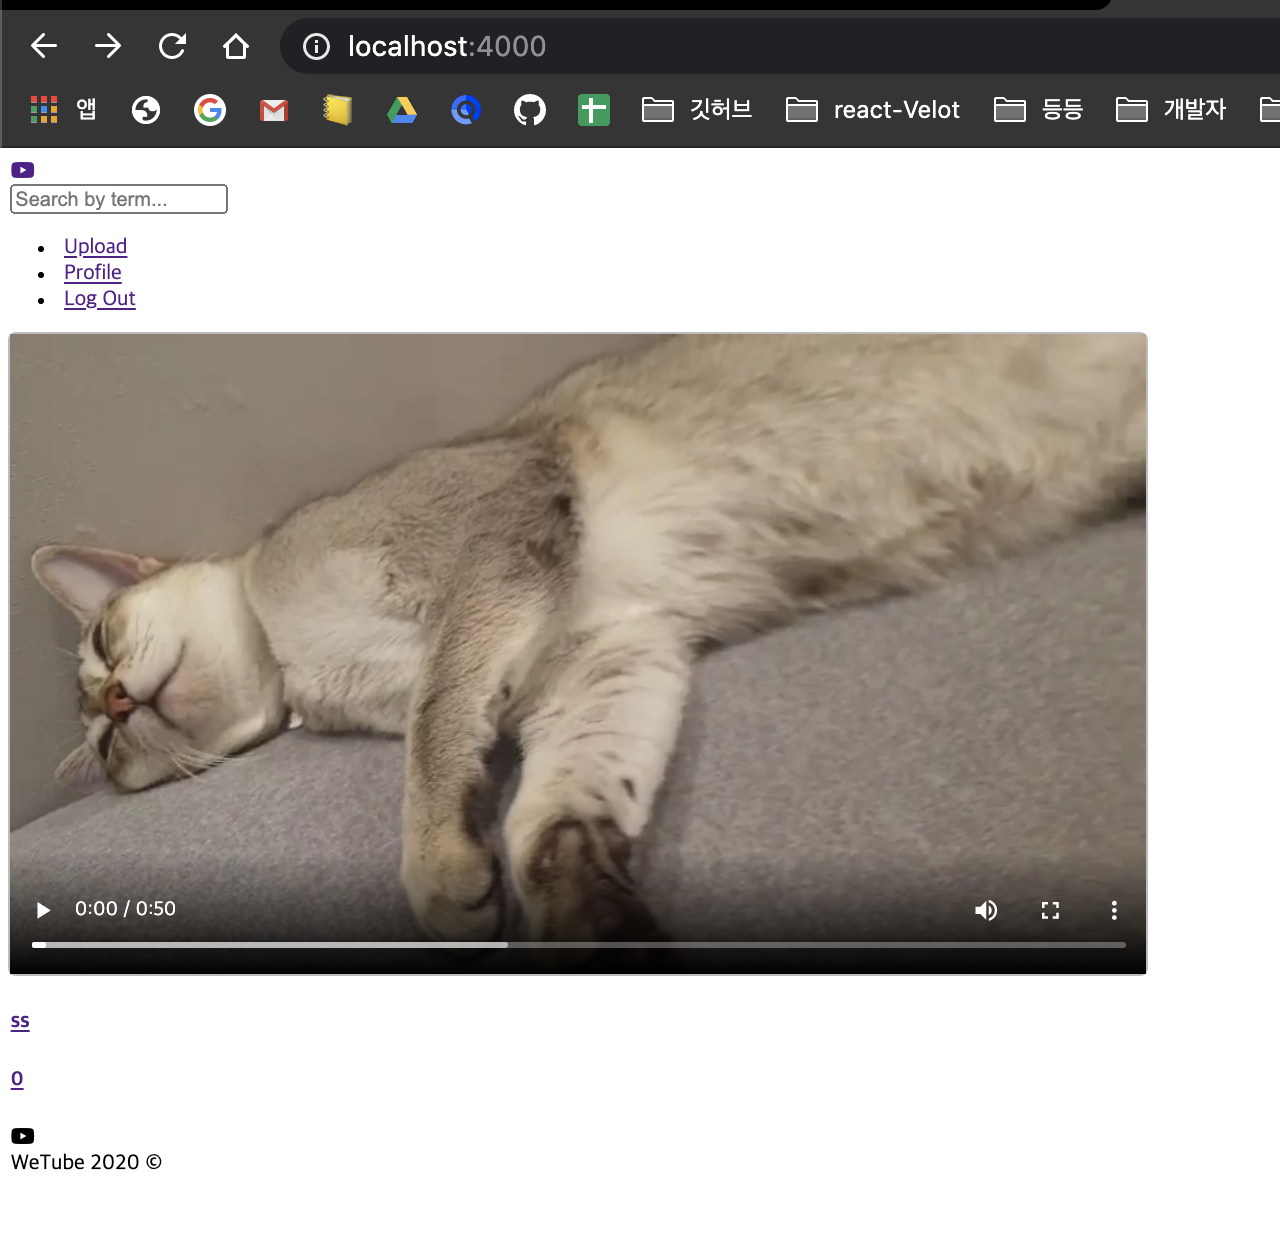 localhost:4000
앱 깃허브 react-Velot 등등 개발자
Search by term...
Upload
Profile
Log Out
0:00 / 0:50
ss
0
WeTube 2020 ©